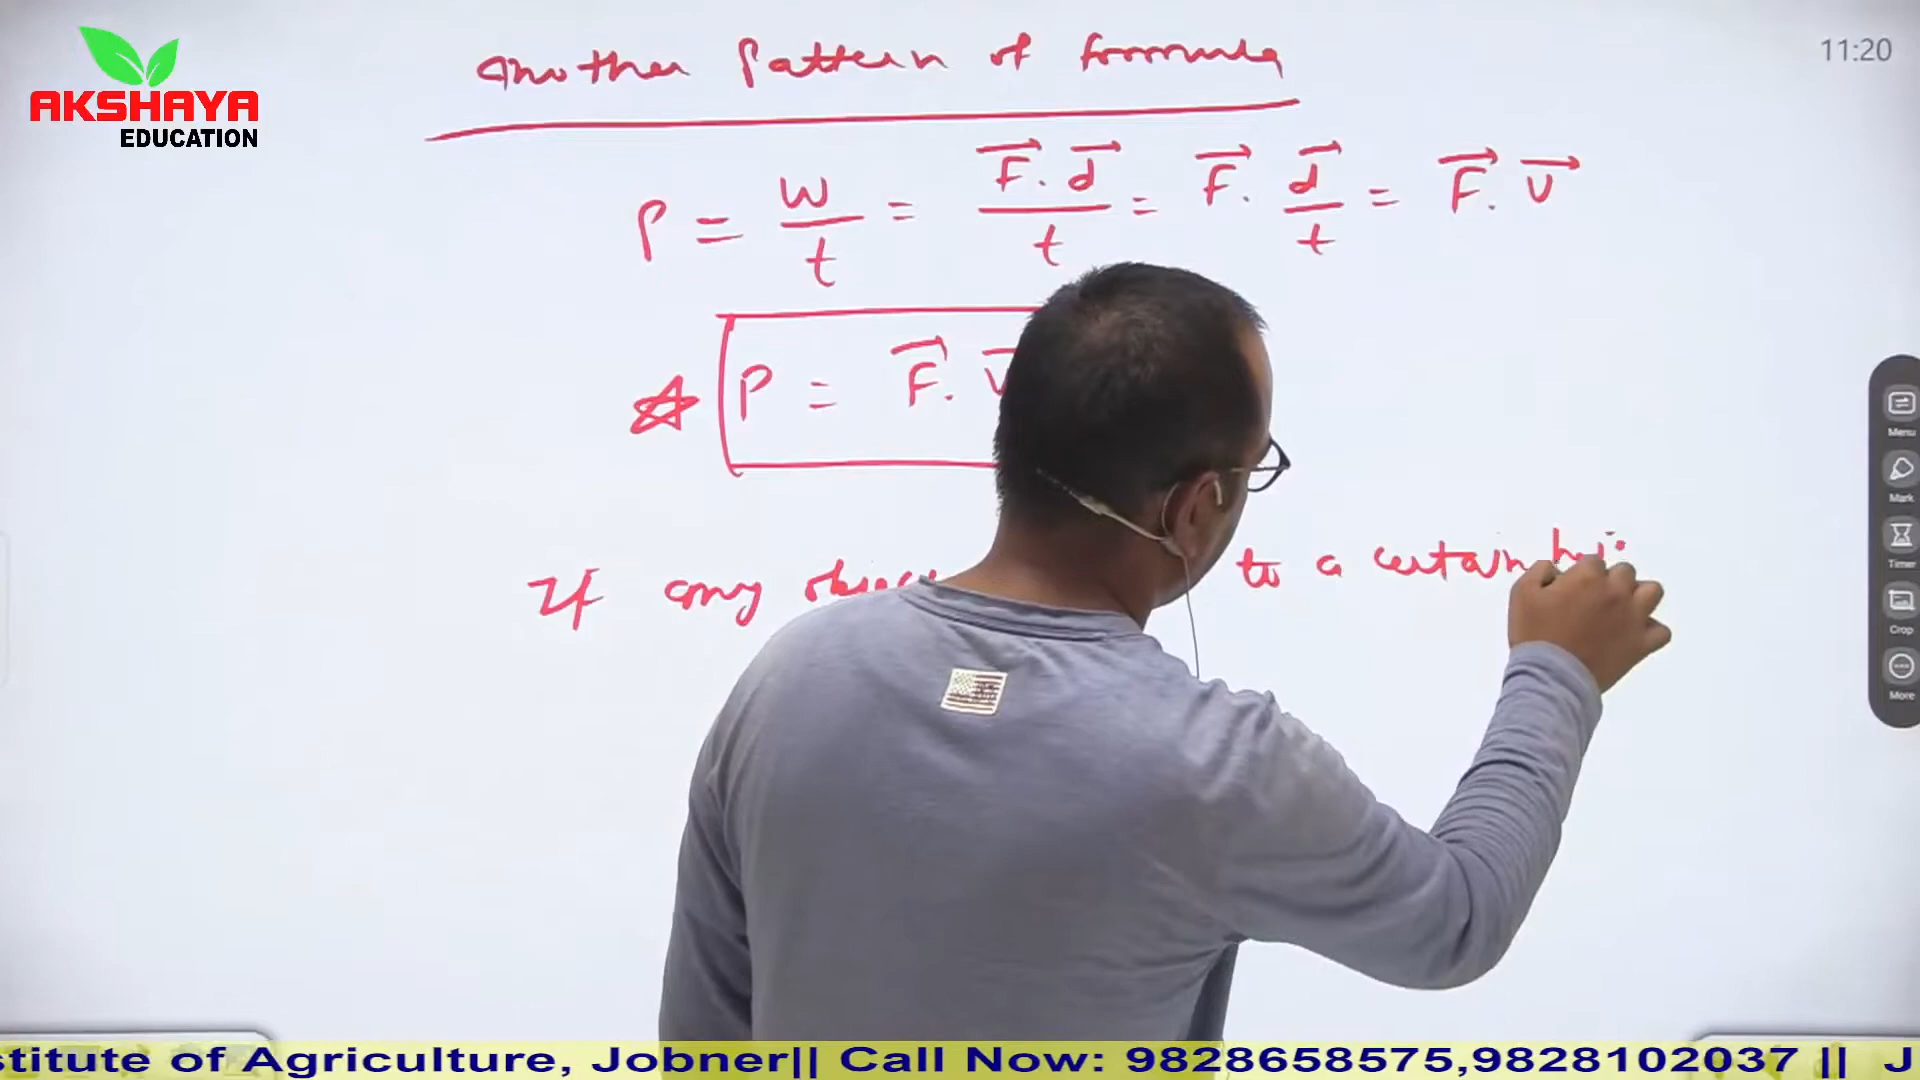 AKSHAYA
EDUCATION
11:20
Another Pattern of formula
P = W/t = F⃗.d⃗/t = F⃗.d⃗/t = F⃗.v⃗
P = F⃗.
If any to a certain
Menu
Mark
Timer
Crop
More
stitute of Agriculture, Jobner|| Call Now: 9828658575,9828102037 || J